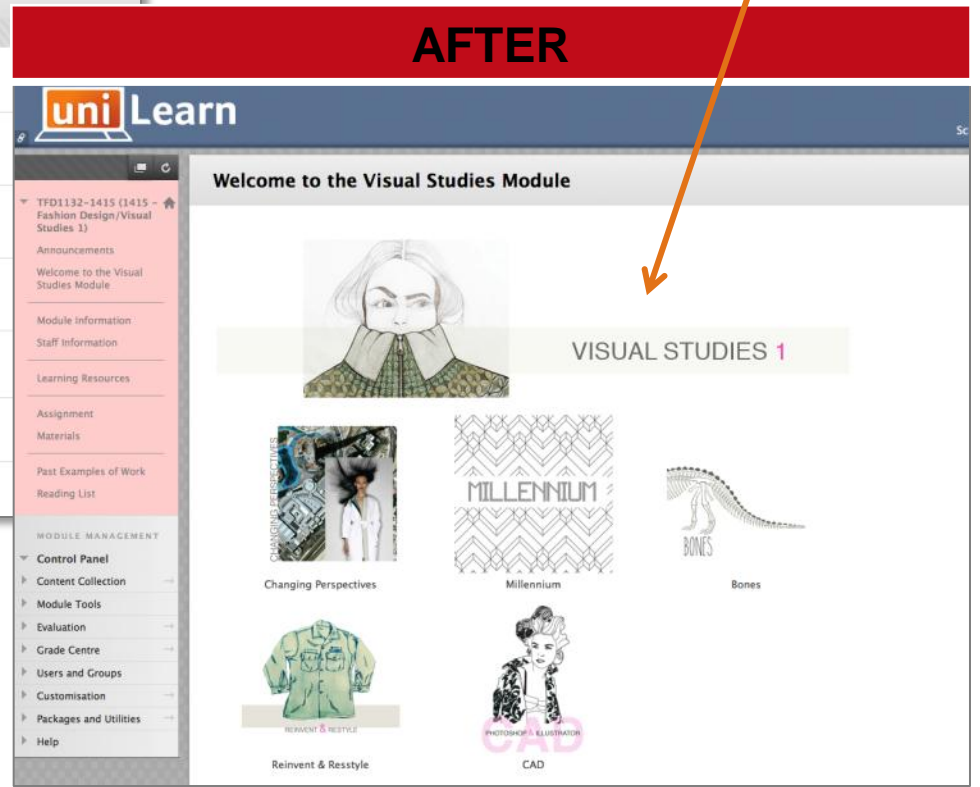 AFTER
uni Learn
Sc
Welcome to the Visual Studies Module
TFD1132-1415 (1415 -
Fashion Design/Visual
Studies 1)
Announcements
Welcome to the Visual
Studies Module
Module Information
Staff Information
Learning Resources
Assignment
Materials
Past Examples of Work
Reading List
MODULE MANAGEMENT
Control Panel
Content Collection
Module Tools
Evaluation
Grade Centre
Users and Groups
Customisation
Packages and Utilities
Help
VISUAL STUDIES 1
CHANGING PERSPECTIVES
MILLENNIUM
BONES
Changing Perspectives
Millennium
Bones
REINVENT & RESTYLE
CAD
PHOTOSHOP & ILLUSTRATOR
Reinvent & Resstyle
CAD